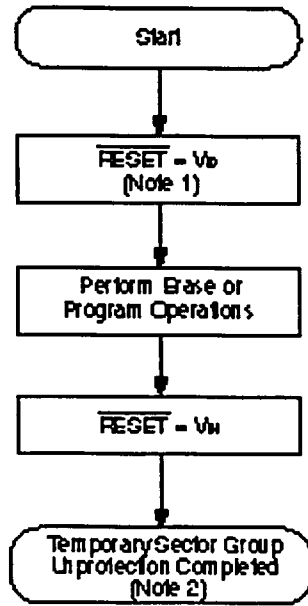 Start
RESET = VID
(Note 1)
Perform Erase or
Program Operations
RESET = VIH
Temporary Sector Group
Unprotection Completed
(Note 2)